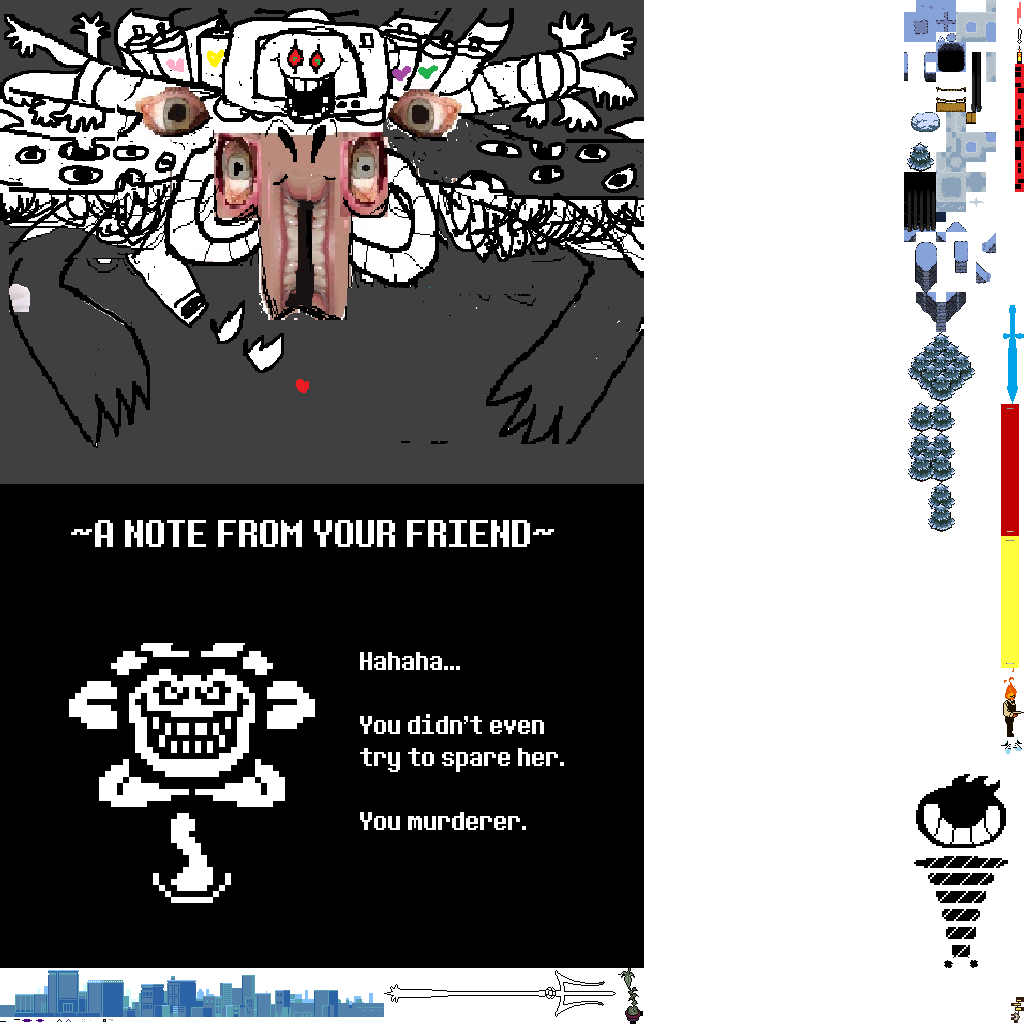 ~A NOTE FROM YOUR FRIEND~
Hahaha...
You didn't even
try to spare her.
You murderer.